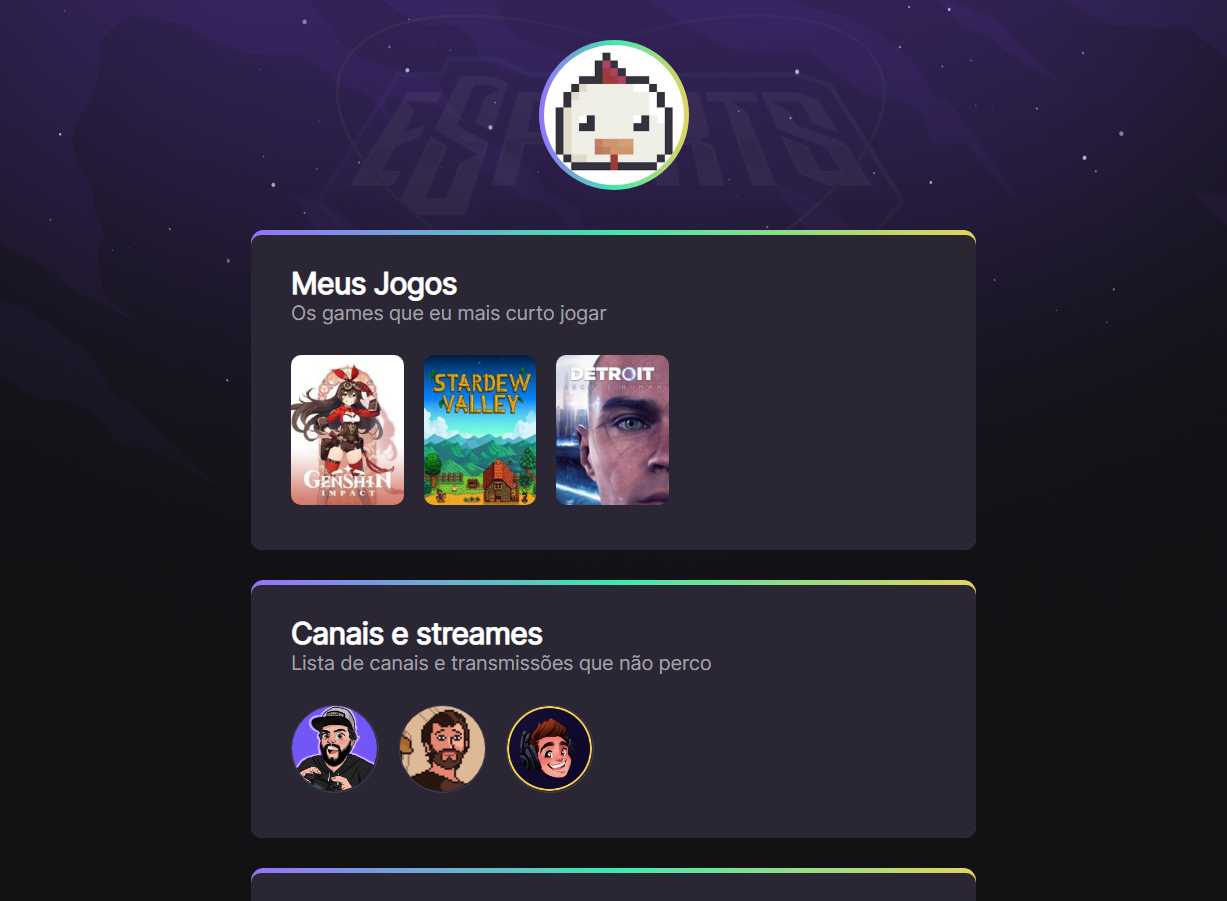 ESPORTS
Meus Jogos
Os games que eu mais curto jogar
GENSHIN
IMPACT
STARDEW
VALLEY
DETROIT
BECOME HUMAN
Canais e streames
Lista de canais e transmissões que não perco